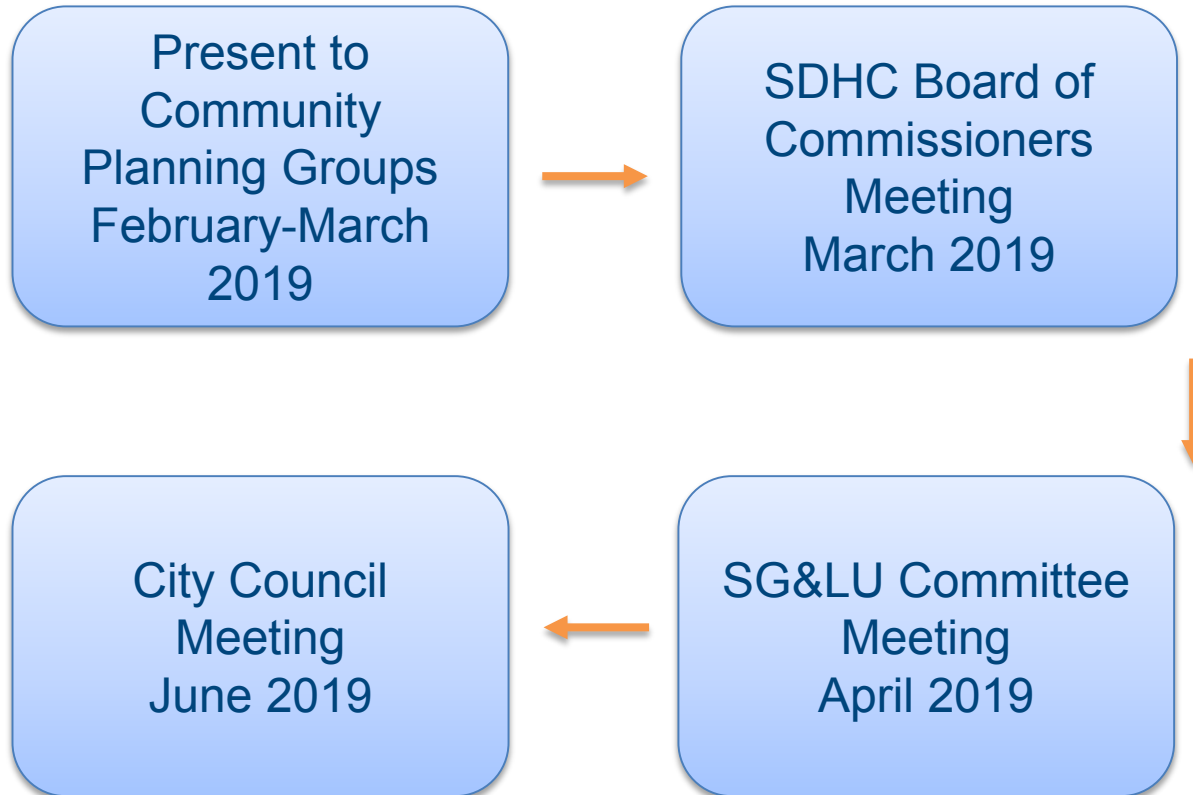 Present to
Community
Planning Groups
February-March
2019
SDHC Board of
Commissioners
Meeting
March 2019
SG&LU Committee
Meeting
April 2019
City Council
Meeting
June 2019